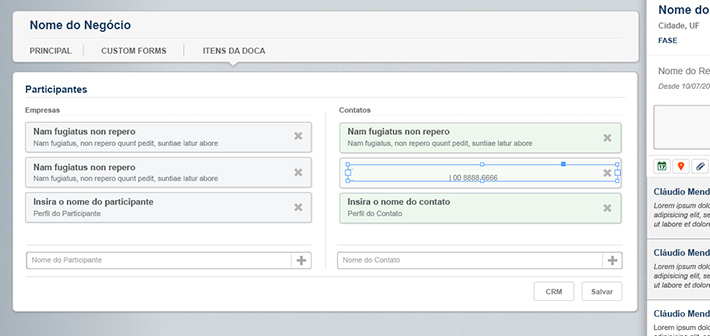 Nome do Negócio
PRINCIPAL
CUSTOM FORMS
ITENS DA DOCA
Participantes
Empresas
Nam fugiatus non repero
Nam fugiatus, non repero quunt pedit, suntiae latur abore
Nam fugiatus non repero
Nam fugiatus, non repero quunt pedit, suntiae latur abore
Insira o nome do participante
Perfil do Participante
Nome do Participante
Contatos
Nam fugiatus non repero
Nam fugiatus, non repero quunt pedit, suntiae latur abore
| 00 8888.6666
Insira o nome do contato
Perfil do Contato
Nome do Contato
CRM
Salvar
Nome do
Cidade, UF
FASE
Nome do Re
Desde 10/07/20
Cláudio Mend
Lorem ipsum dolo
adipisicing elit, se
ut labore et dolore
Cláudio Mend
Lorem ipsum dolo
adipisicing elit, se
ut labore et dolore
Cláudio Mend
Lorem ipsum dolo